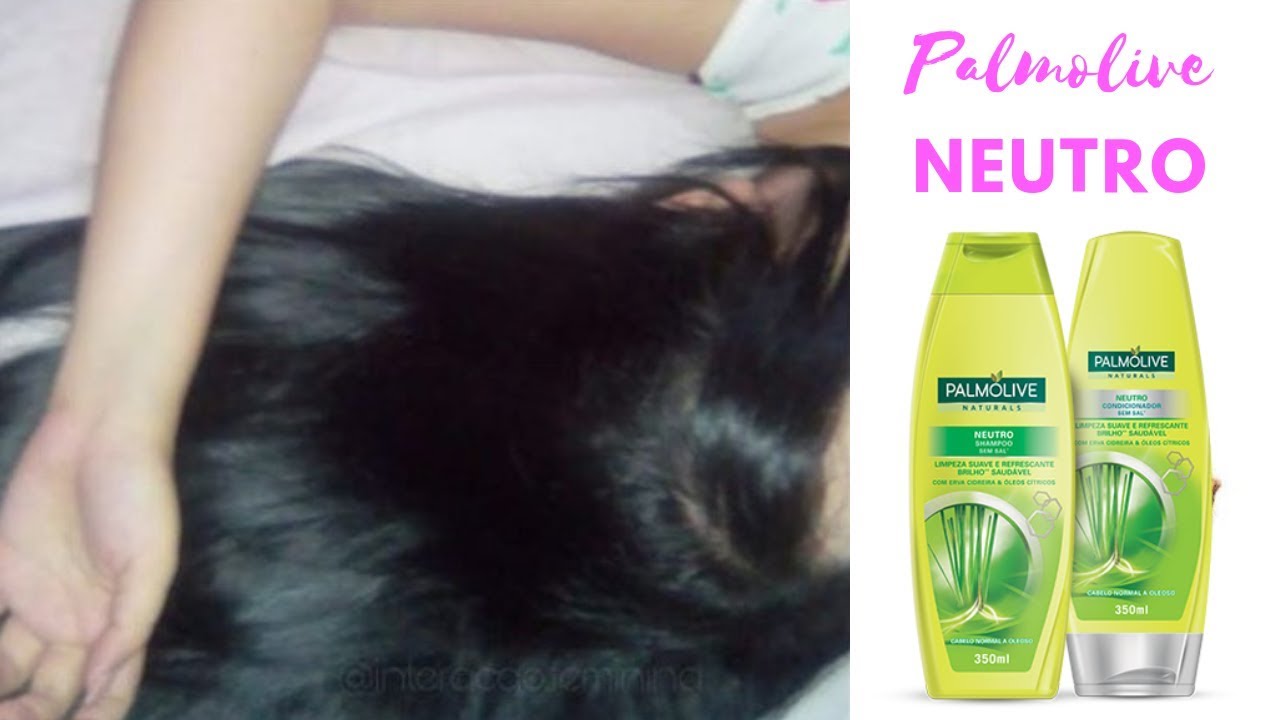 Palmolive
NEUTRO
PALMOLIVE
NATURALS
NEUTRO
SHAMPOO
SEM SAL*
LIMPEZA SUAVE E REFRESCANTE
BRILHO** SAUDÁVEL
COM ERVA CIDREIRA & ÓLEOS CÍTRICOS
CABELO NORMAL A OLEOSO
350ml
PALMOLIVE
NATURALS
NEUTRO
CONDICIONADOR
SEM SAL*
LIMPEZA SUAVE E REFRESCANTE
BRILHO** SAUDÁVEL
COM ERVA CIDREIRA & ÓLEOS CÍTRICOS
CABELO NORMAL A OLEOSO
350ml
@interacaofeminina